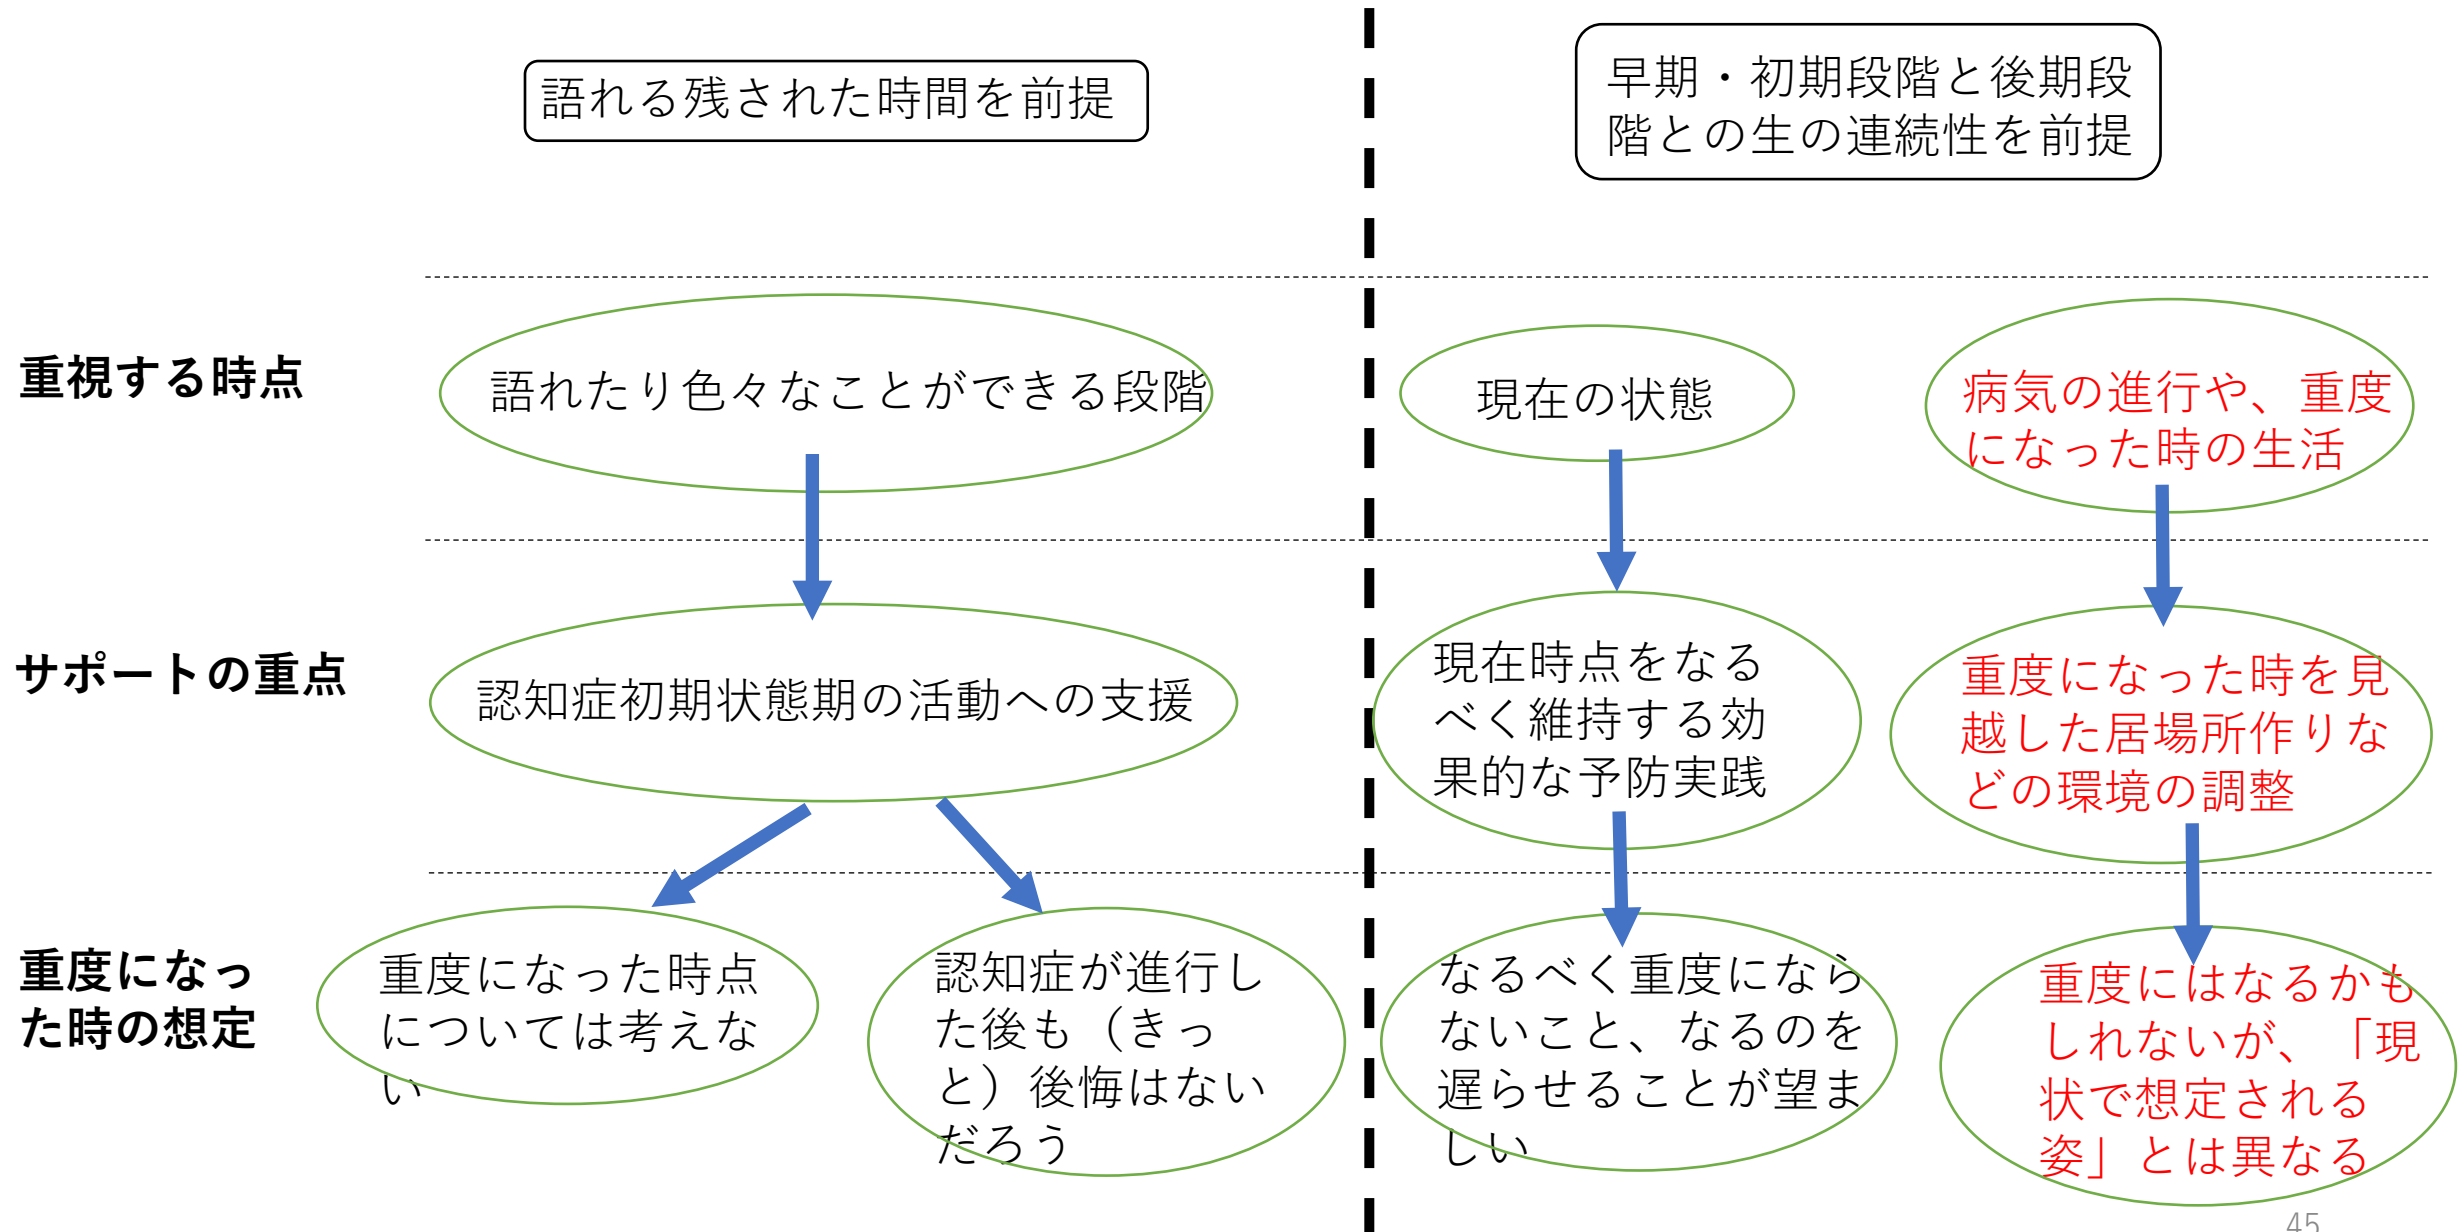 語れる残された時間を前提
早期・初期段階と後期段
階との生の連続性を前提
重視する時点
語れたり色々なことができる段階
現在の状態
病気の進行や、重度
になった時の生活
サポートの重点
認知症初期状態期の活動への支援
現在時点をなる
べく維持する効
果的な予防実践
重度になった時を見
越した居場所作りな
どの環境の調整
重度になっ
た時の想定
重度になった時点
については考えな
い
認知症が進行し
た後も（きっ
と）後悔はない
だろう
なるべく重度になら
ないこと、なるのを
遅らせることが望ま
しい
重度にはなるかも
しれないが、「現
状で想定される
姿」とは異なる
45